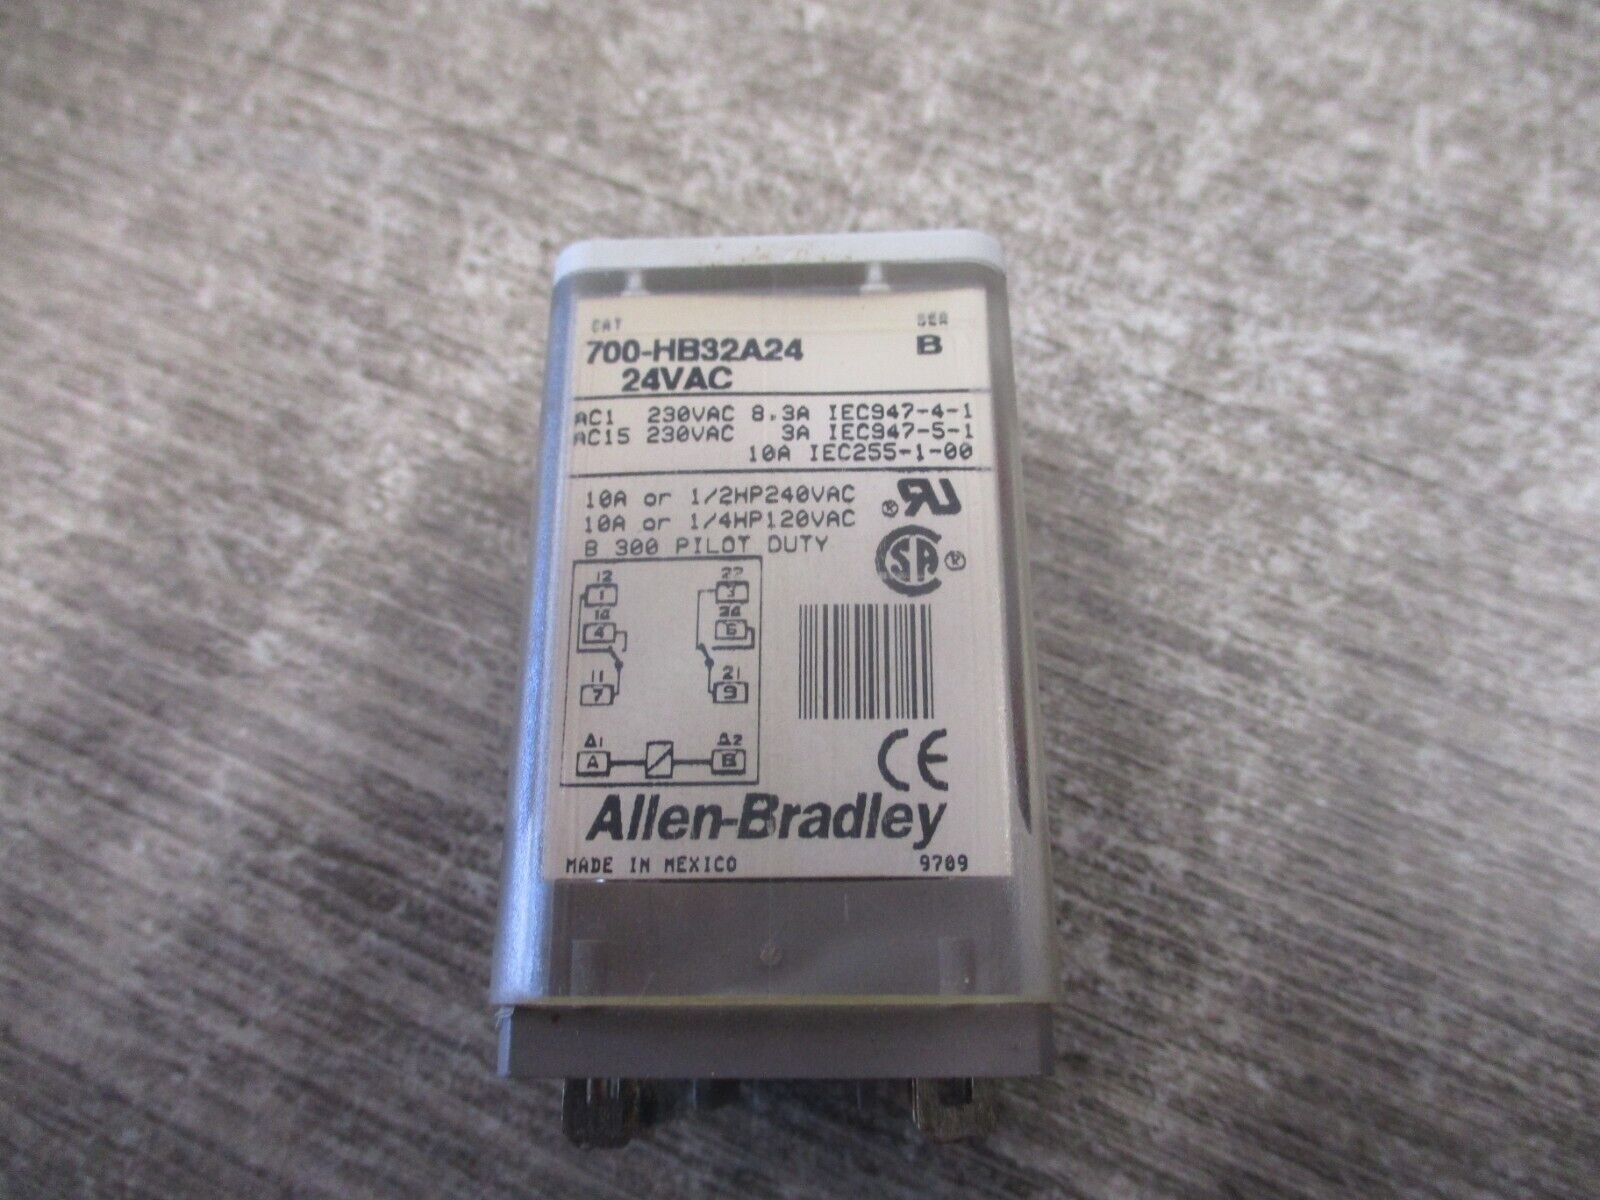 CAT SER
700-HB32A24 B
24VAC
AC1 230VAC 8.3A IEC947-4-1
AC15 230VAC 3A IEC947-5-1
10A IEC255-1-00
10A or 1/2HP240VAC
10A or 1/4HP120VAC
B 300 PILOT DUTY
RU ®
SA ®
12 22
1 3
14 24
4 6
11 21
7 9
A1 A2
A B
CE
Allen-Bradley
MADE IN MEXICO 9709